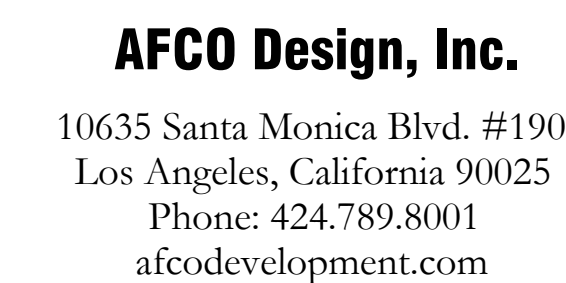 AFCO Design, Inc.
10635 Santa Monica Blvd. #190
Los Angeles, California 90025
Phone: 424.789.8001
afcodevelopment.com